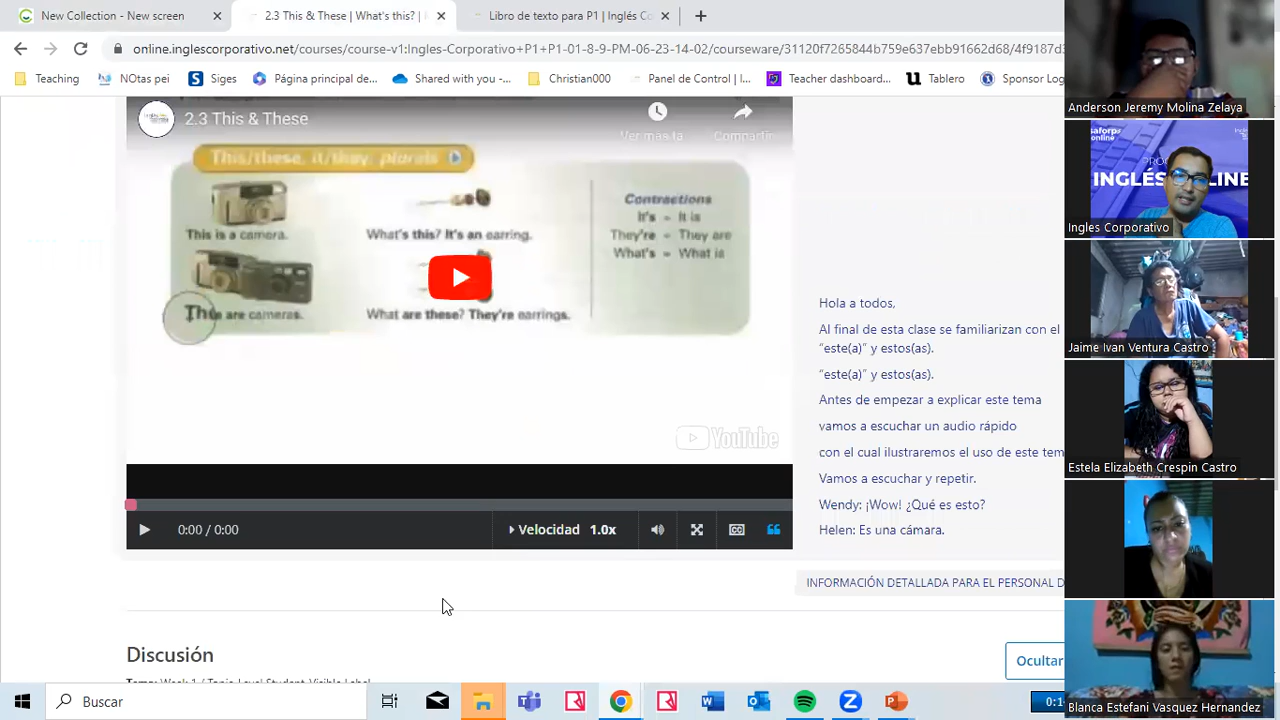 New Collection - New screen
2.3 This & These | What's this? |
Libro de texto para P1 | Inglés Co
online.inglescorporativo.net/courses/course-v1:Ingles-Corporativo+P1+P1-01-8-9-PM-06-23-14-02/courseware/31120f7265844b759e637ebb91662d68/4f9187d
Teaching
NOtas pei
Siges
Página principal de...
Shared with you -...
Christian000
Panel de Control | I...
Teacher dashboard...
Tablero
Sponsor Log
2.3 This & These
Ver más ta
Compartir
This/these, it/they, plurals
This is a camera.
What's this? It's an earring.
These are cameras.
What are these? They're earrings.
Contractions
It's = It is
They're = They are
What's = What is
YouTube
0:00 / 0:00
Velocidad 1.0x
Hola a todos,
Al final de esta clase se familiarizan con el
“este(a)” y estos(as).
“este(a)” y estos(as).
Antes de empezar a explicar este tema
vamos a escuchar un audio rápido
con el cual ilustraremos el uso de este tem
Vamos a escuchar y repetir.
Wendy: ¡Wow! ¿Qué es esto?
Helen: Es una cámara.
INFORMACIÓN DETALLADA PARA EL PERSONAL D
Discusión
Ocultar
Buscar
Anderson Jeremy Molina Zelaya
INGLÉS
LINE
Ingles Corporativo
Jaime Ivan Ventura Castro
Estela Elizabeth Crespin Castro
Blanca Estefani Vasquez Hernandez